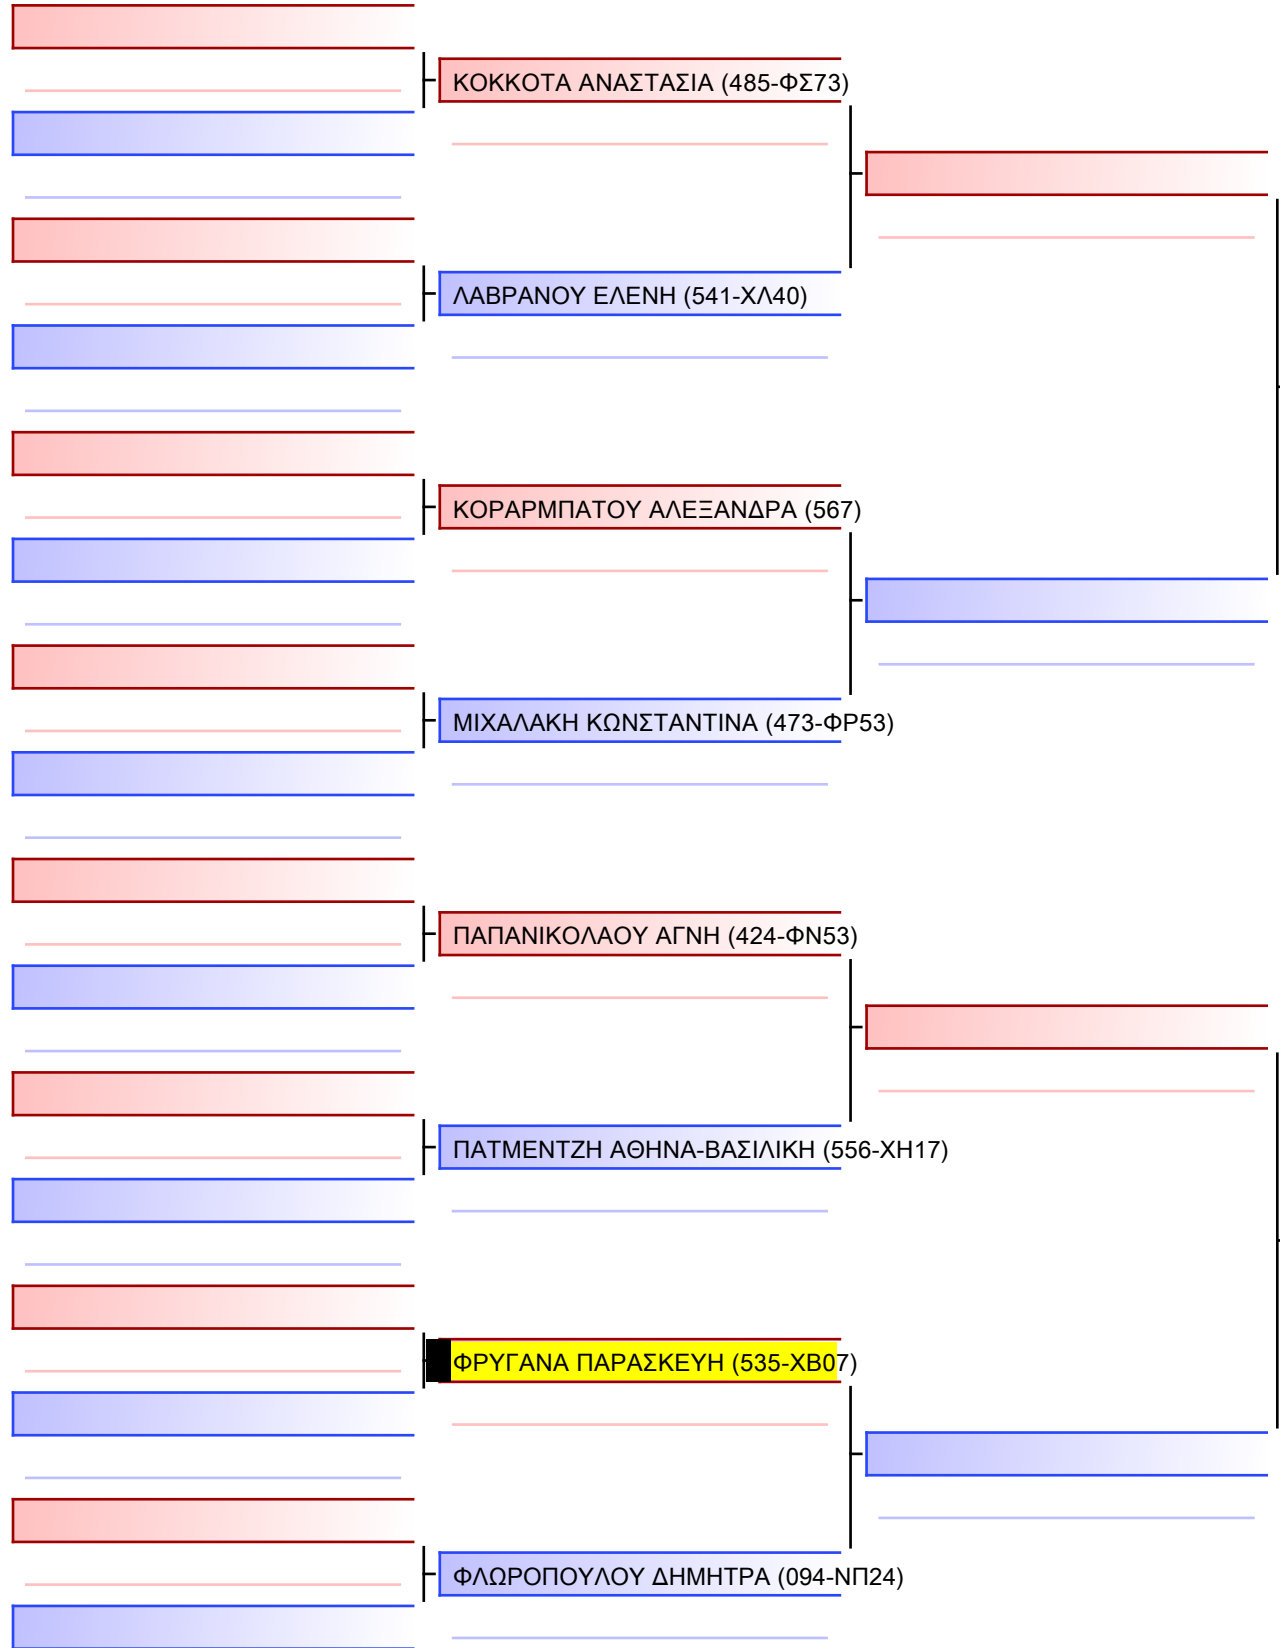 ΚΟΚΚΟΤΑ ΑΝΑΣΤΑΣΙΑ (485-ΦΣ73)
ΛΑΒΡΑΝΟΥ ΕΛΕΝΗ (541-ΧΛ40)
ΚΟΡΑΡΜΠΑΤΟΥ ΑΛΕΞΑΝΔΡΑ (567)
ΜΙΧΑΛΑΚΗ ΚΩΝΣΤΑΝΤΙΝΑ (473-ΦΡ53)
ΠΑΠΑΝΙΚΟΛΑΟΥ ΑΓΝΗ (424-ΦΝ53)
ΠΑΤΜΕΝΤΖΗ ΑΘΗΝΑ-ΒΑΣΙΛΙΚΗ (556-ΧΗ17)
ΦΡΥΓΑΝΑ ΠΑΡΑΣΚΕΥΗ (535-ΧΒ07)
ΦΛΩΡΟΠΟΥΛΟΥ ΔΗΜΗΤΡΑ (094-ΝΠ24)